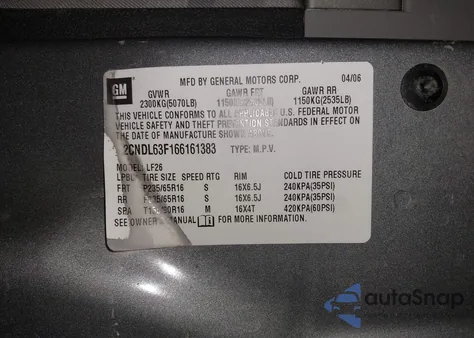 GM
MFD BY GENERAL MOTORS CORP. 04/06
GVWR GAWR FRT GAWR RR
2300KG(5070LB) 1150KG(2535LB)
THIS VEHICLE CONFORMS TO ALL APPLICABLE U.S. FEDERAL MOTOR
VEHICLE SAFETY AND THEFT PREVENTION STANDARDS IN EFFECT ON
THE DATE OF MANUFACTURE SHOWN ABOVE.
2CNDL63F166161383 TYPE: M.P.V.
MODEL: LF26
TIRE SIZE SPEED RTG RIM COLD TIRE PRESSURE
FRT P235/65R16 S 16X6.5J 240KPA(35PSI)
RR P235/65R16 S 16X6.5J 240KPA(35PSI)
SPA M 16X4T 420KPA(60PSI)
SEE OWNER'S MANUAL FOR MORE INFORMATION.
autoSnap